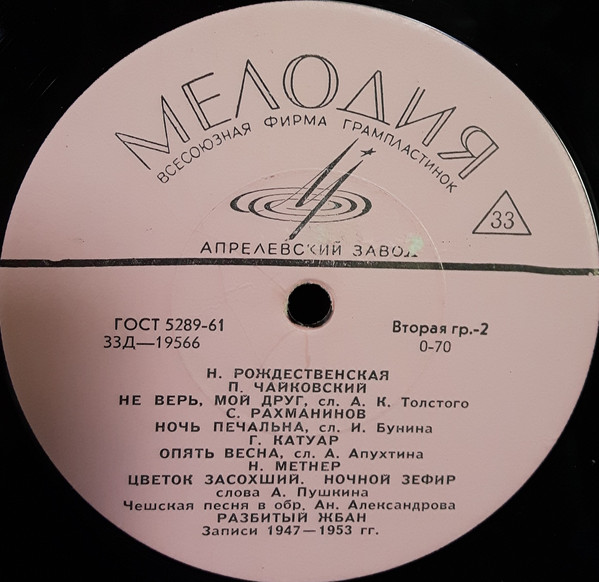 МЕЛОДИЯ
ВСЕСОЮЗНАЯ ФИРМА ГРАМПЛАСТИНОК
33
АПРЕЛЕВСКИЙ ЗАВОД
ГОСТ 5289-61
Вторая гр.-2
33Д—19566
0-70
Н. РОЖДЕСТВЕНСКАЯ
П. ЧАЙКОВСКИЙ
НЕ ВЕРЬ, МОЙ ДРУГ, сл. А. К. Толстого
С. РАХМАНИНОВ
НОЧЬ ПЕЧАЛЬНА, сл. И. Бунина
Г. КАТУАР
ОПЯТЬ ВЕСНА, сл. А. Апухтина
Н. МЕТНЕР
ЦВЕТОК ЗАСОХШИЙ. НОЧНОЙ ЗЕФИР
слова А. Пушкина
Чешская песня в обр. Ан. Александрова
РАЗБИТЫЙ ЖБАН
Записи 1947—1953 гг.